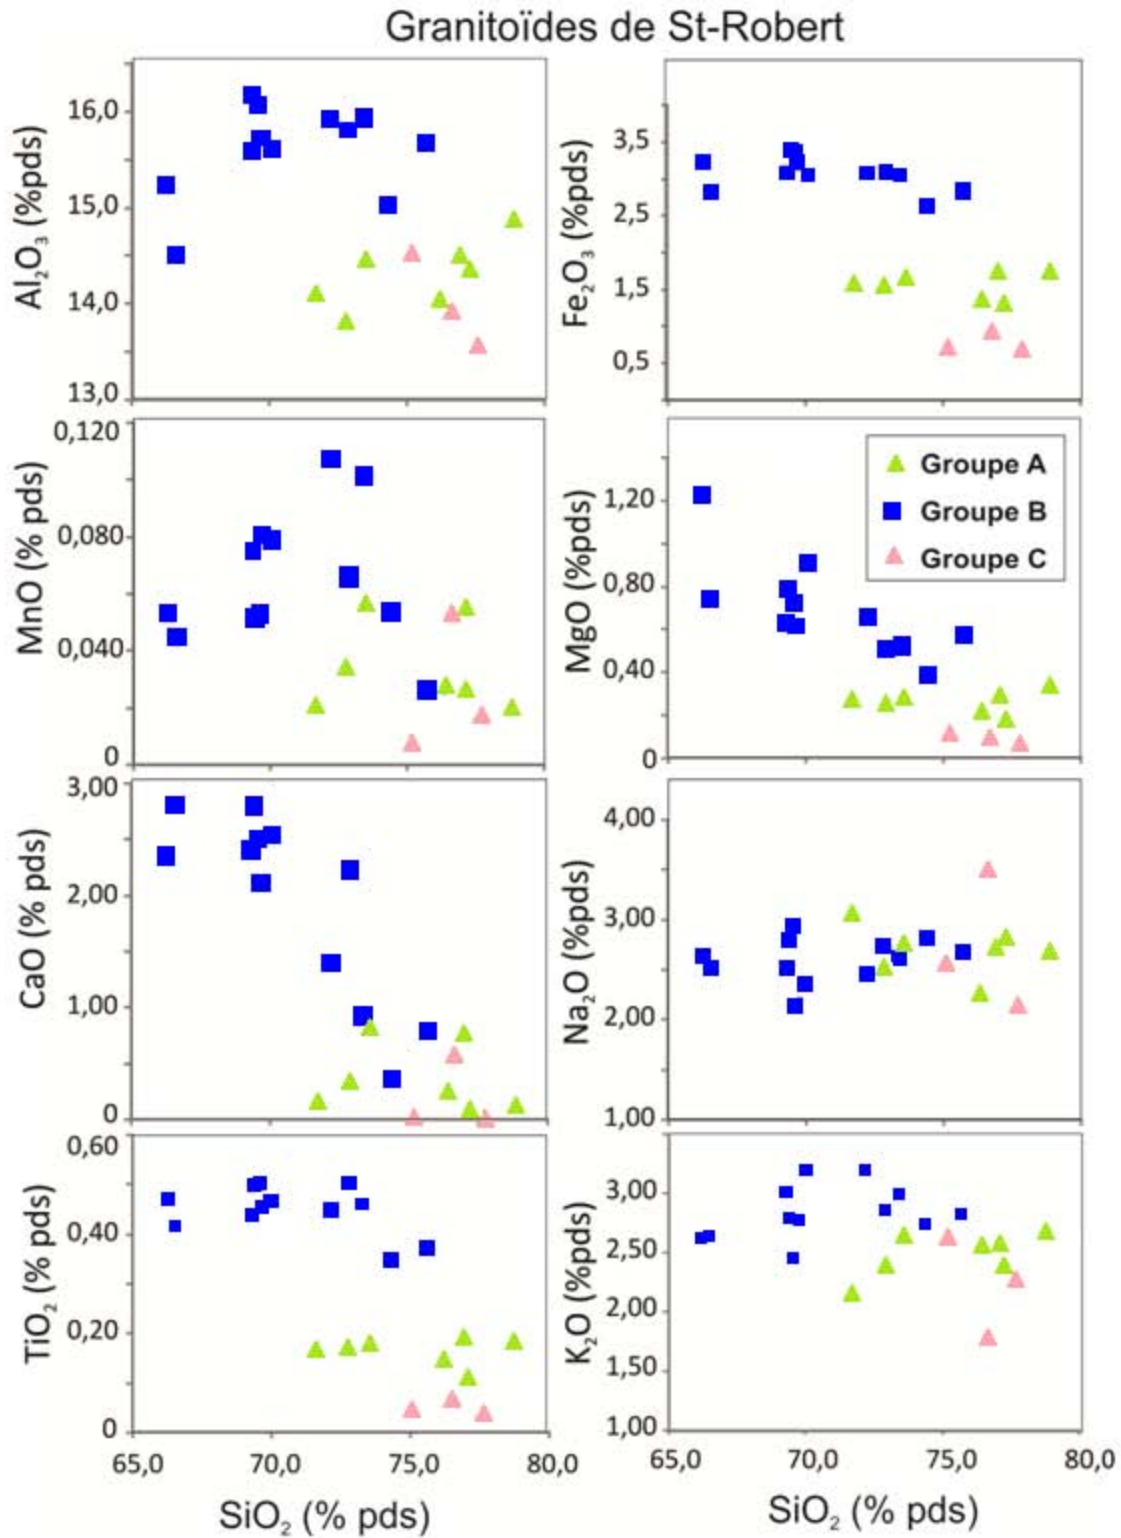 Granitoïdes de St-Robert
Al₂O₃ (%pds)
16,0
15,0
14,0
13,0
Fe₂O₃ (%pds)
3,5
2,5
1,5
0,5
MnO (% pds)
0,120
0,080
0,040
0
MgO (%pds)
1,20
0,80
0,40
0
Groupe A
Groupe B
Groupe C
CaO (% pds)
3,00
2,00
1,00
0
Na₂O (%pds)
4,00
3,00
2,00
1,00
TiO₂ (% pds)
0,60
0,40
0,20
0
K₂O (%pds)
3,00
2,50
2,00
1,50
1,00
65,0 70,0 75,0 80,0
65,0 70,0 75,0 80,0
SiO₂ (% pds)
SiO₂ (% pds)